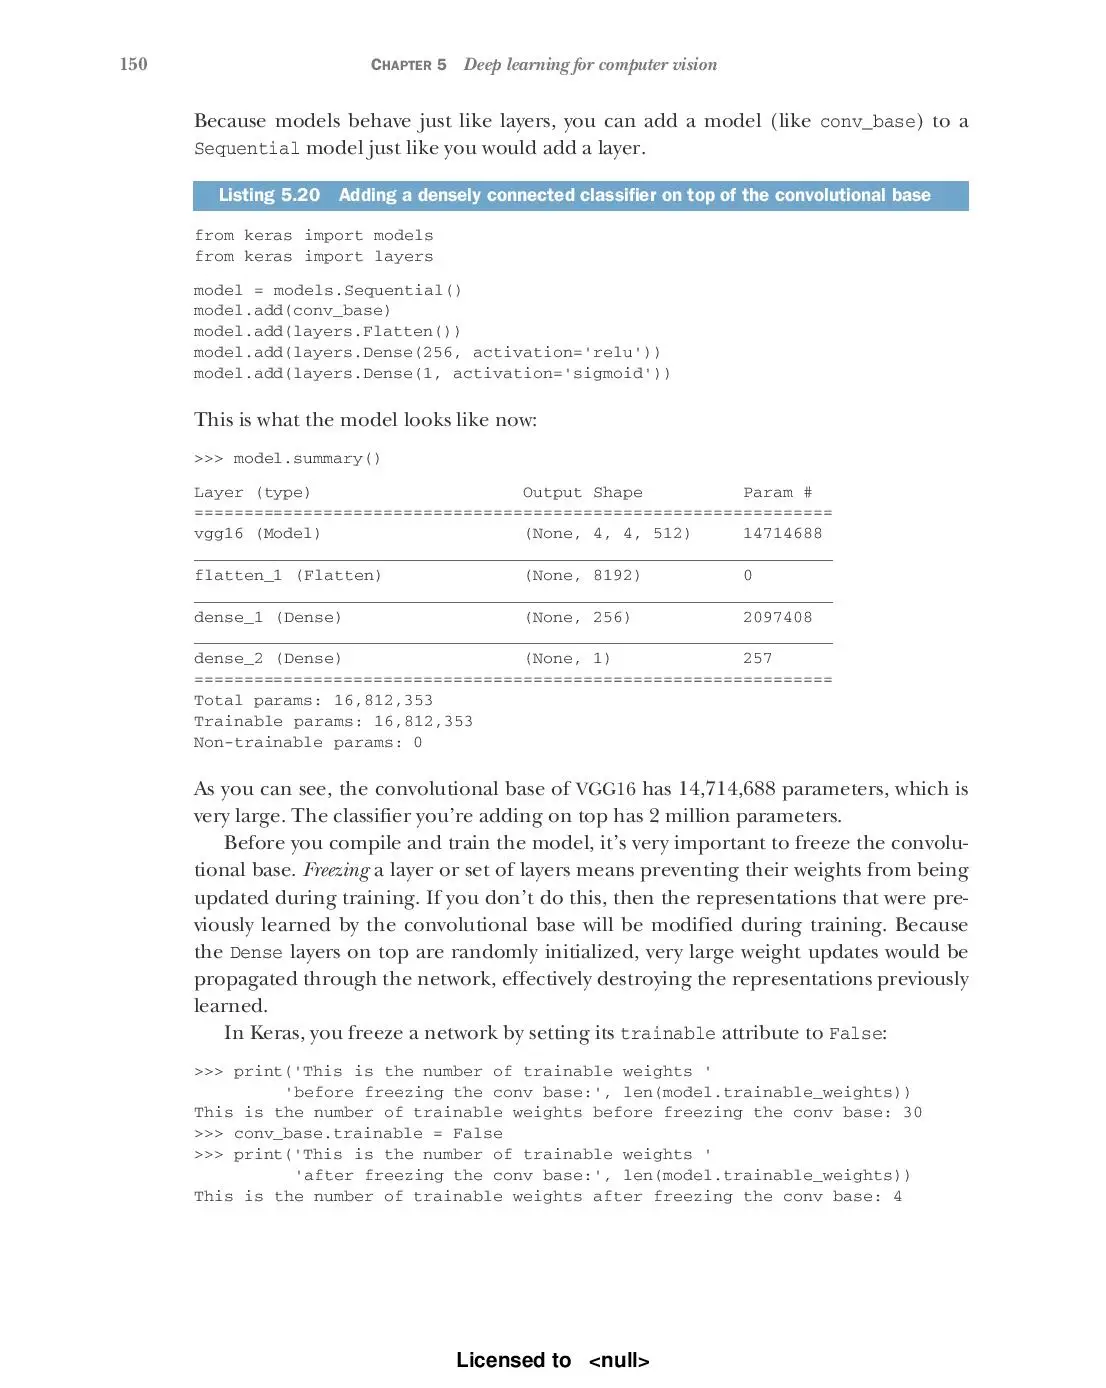 150 CHAPTER 5 Deep learning for computer vision
Because models behave just like layers, you can add a model (like conv_base) to a
Sequential model just like you would add a layer.
Listing 5.20 Adding a densely connected classifier on top of the convolutional base
from keras import models
from keras import layers
model = models.Sequential()
model.add(conv_base)
model.add(layers.Flatten())
model.add(layers.Dense(256, activation='relu'))
model.add(layers.Dense(1, activation='sigmoid'))
This is what the model looks like now:
>>> model.summary()
Layer (type) Output Shape Param #
================================================================
vgg16 (Model) (None, 4, 4, 512) 14714688
flatten_1 (Flatten) (None, 8192) 0
dense_1 (Dense) (None, 256) 2097408
dense_2 (Dense) (None, 1) 257
================================================================
Total params: 16,812,353
Trainable params: 16,812,353
Non-trainable params: 0
As you can see, the convolutional base of VGG16 has 14,714,688 parameters, which is
very large. The classifier you’re adding on top has 2 million parameters.
Before you compile and train the model, it’s very important to freeze the convolu-
tional base. Freezing a layer or set of layers means preventing their weights from being
updated during training. If you don’t do this, then the representations that were pre-
viously learned by the convolutional base will be modified during training. Because
the Dense layers on top are randomly initialized, very large weight updates would be
propagated through the network, effectively destroying the representations previously
learned.
In Keras, you freeze a network by setting its trainable attribute to False:
>>> print('This is the number of trainable weights '
'before freezing the conv base:', len(model.trainable_weights))
This is the number of trainable weights before freezing the conv base: 30
>>> conv_base.trainable = False
>>> print('This is the number of trainable weights '
'after freezing the conv base:', len(model.trainable_weights))
This is the number of trainable weights after freezing the conv base: 4
Licensed to <null>